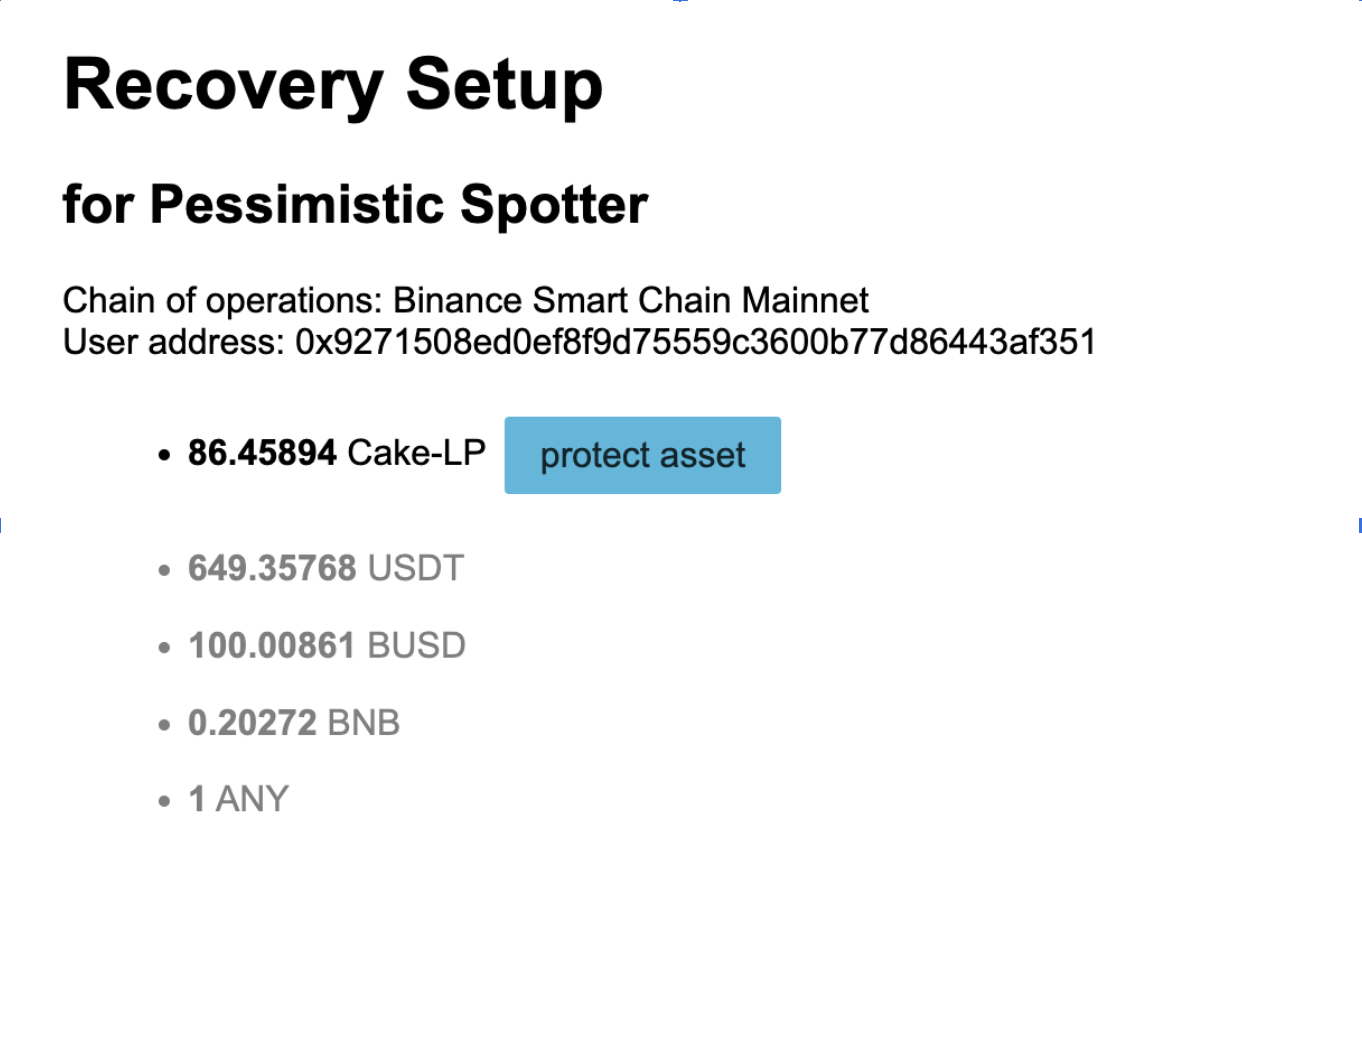 Recovery Setup
for Pessimistic Spotter
Chain of operations: Binance Smart Chain Mainnet
User address: 0x9271508ed0ef8f9d75559c3600b77d86443af351
• 86.45894 Cake-LP protect asset
• 649.35768 USDT
• 100.00861 BUSD
• 0.20272 BNB
• 1 ANY